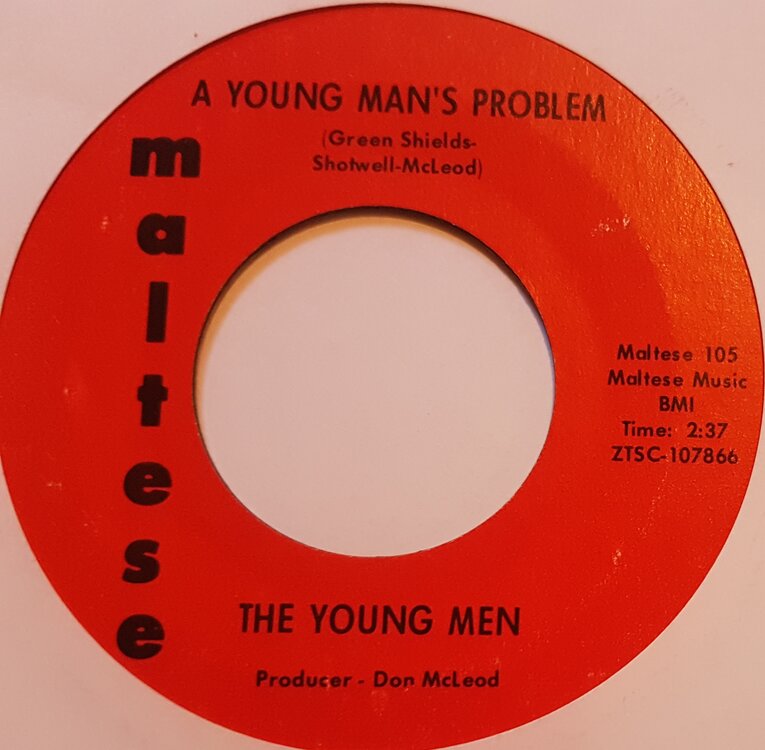 A YOUNG MAN'S PROBLEM
(Green Shields-
Shotwell-McLeod)
maltese
Maltese 105
Maltese Music
BMI
Time: 2:37
ZTSC-107866
THE YOUNG MEN
Producer - Don McLeod